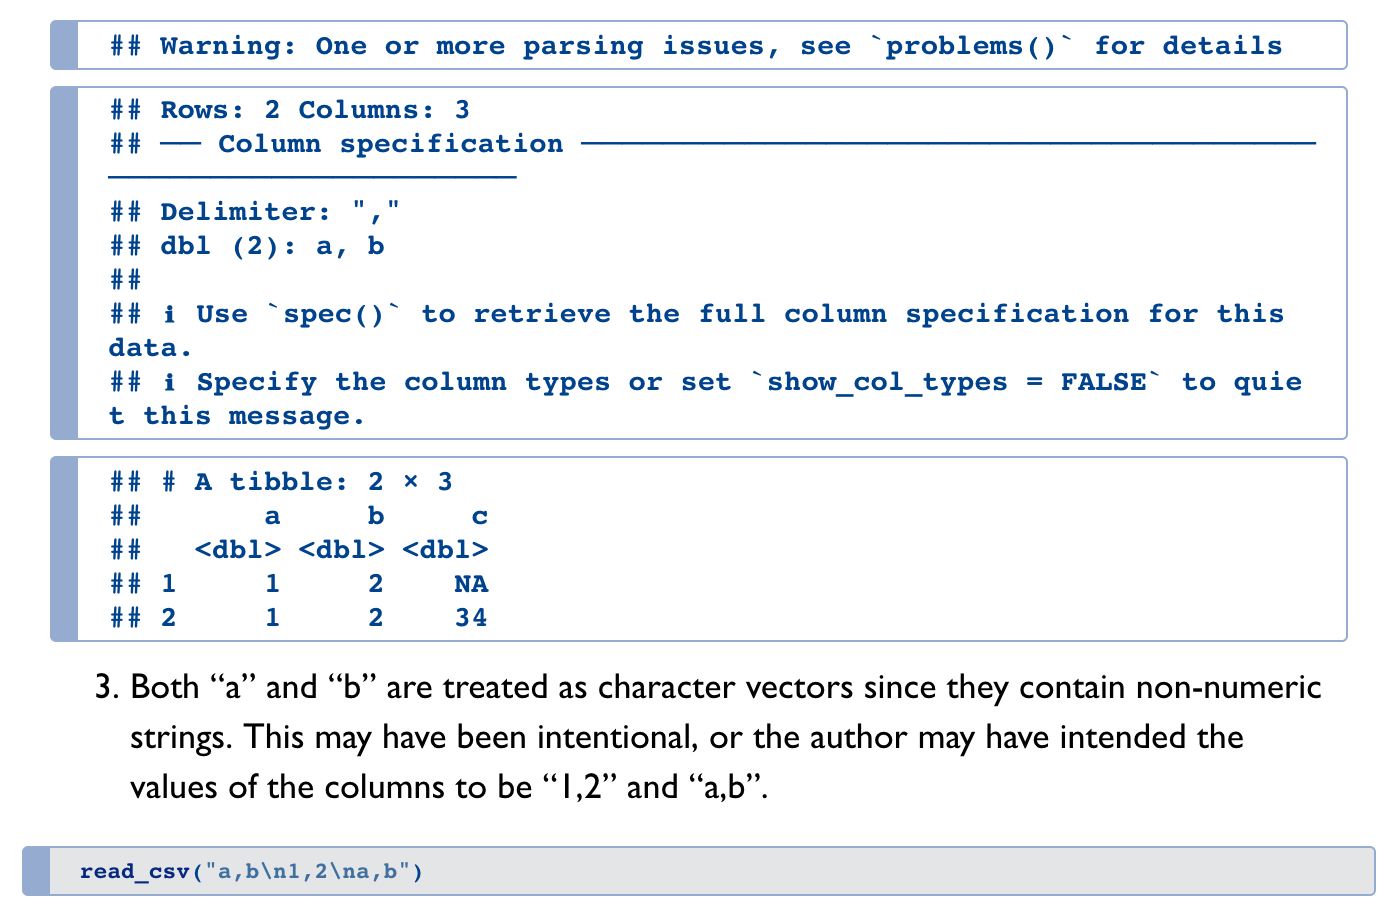 ## Warning: One or more parsing issues, see `problems()` for details
## Rows: 2 Columns: 3
## ── Column specification ───────────────────────────────────────────
────────────────────────
## Delimiter: ","
## dbl (2): a, b
##
## ℹ Use `spec()` to retrieve the full column specification for this
data.
## ℹ Specify the column types or set `show_col_types = FALSE` to quie
t this message.
## # A tibble: 2 × 3
##       a     b     c
##   <dbl> <dbl> <dbl>
## 1     1     2    NA
## 2     1     2    34
3. Both “a” and “b” are treated as character vectors since they contain non-numeric
strings. This may have been intentional, or the author may have intended the
values of the columns to be “1,2” and “a,b”.
read_csv("a,b\n1,2\na,b")